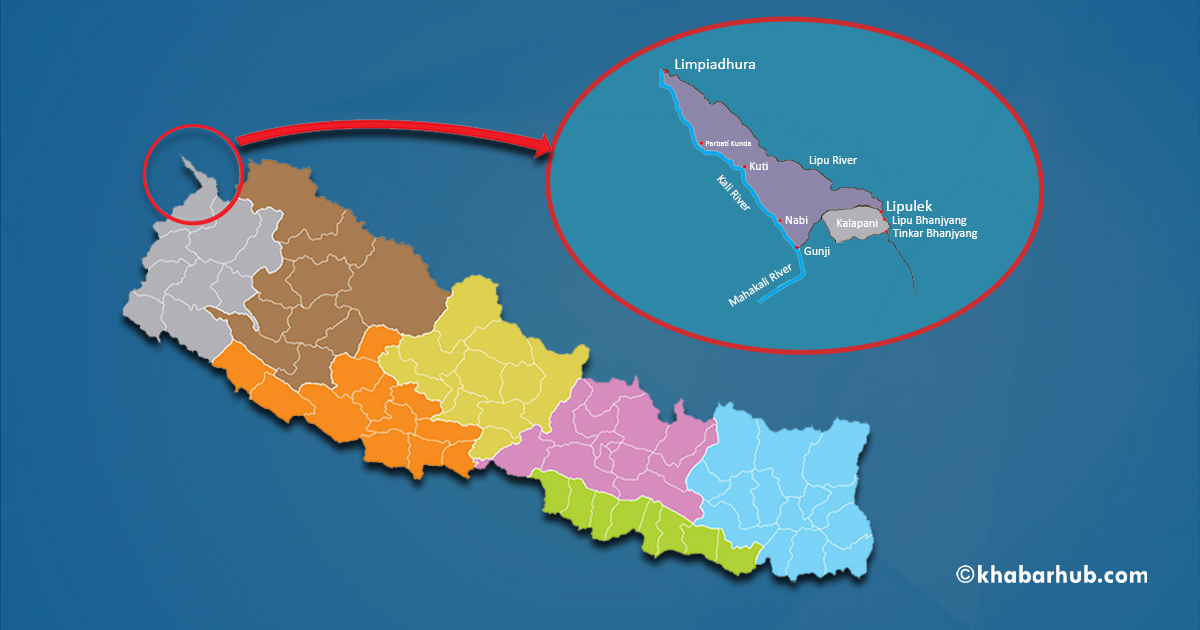 Limpiadhura
Parbati Kunda
Kuti
Lipu River
Kali River
Lipulek
Nabi
Kalapani
Lipu Bhanjyang
Tinkar Bhanjyang
Gunji
Mahakali River
©khabarhub.com